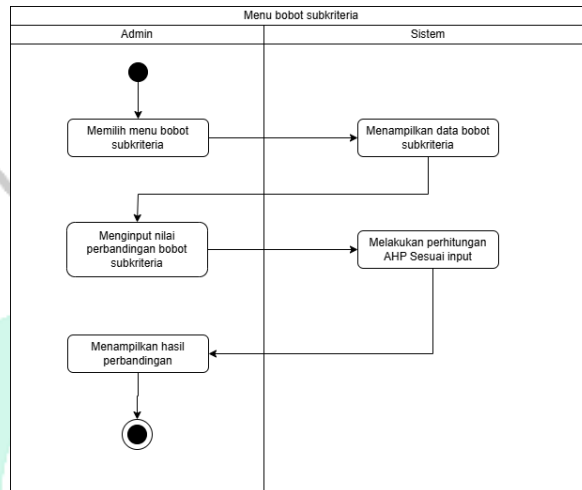 Menu bobot subkriteria
Admin
Sistem
Memilih menu bobot
subkriteria
Menampilkan data bobot
subkriteria
Menginput nilai
perbandingan bobot
subkriteria
Melakukan perhitungan
AHP Sesuai input
Menampilkan hasil
perbandingan